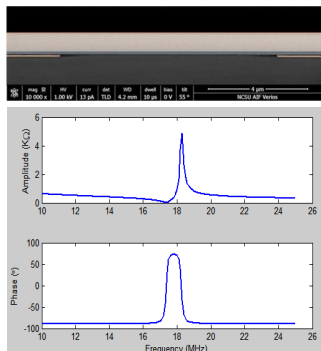 mag HV curr det WD dwell bias tilt 4 µm
10 000 x 1.00 kV 13 pA TLD 4.2 mm 10 µs 0 V 55 ° NCSU AIF Verios
Amplitude (KΩ)
6
4
2
0
10 12 14 16 18 20 22 24 26
Phase (°)
100
50
0
-50
-100
10 12 14 16 18 20 22 24 26
Frequency (MHz)